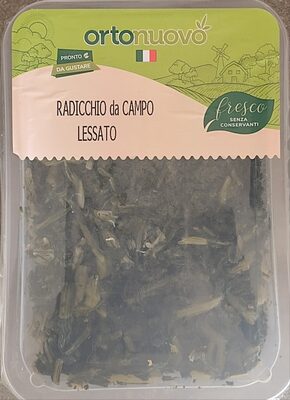 ortonuovo
PRONTO
DA GUSTARE
RADICCHIO da CAMPO
LESSATO
fresco
SENZA
CONSERVANTI